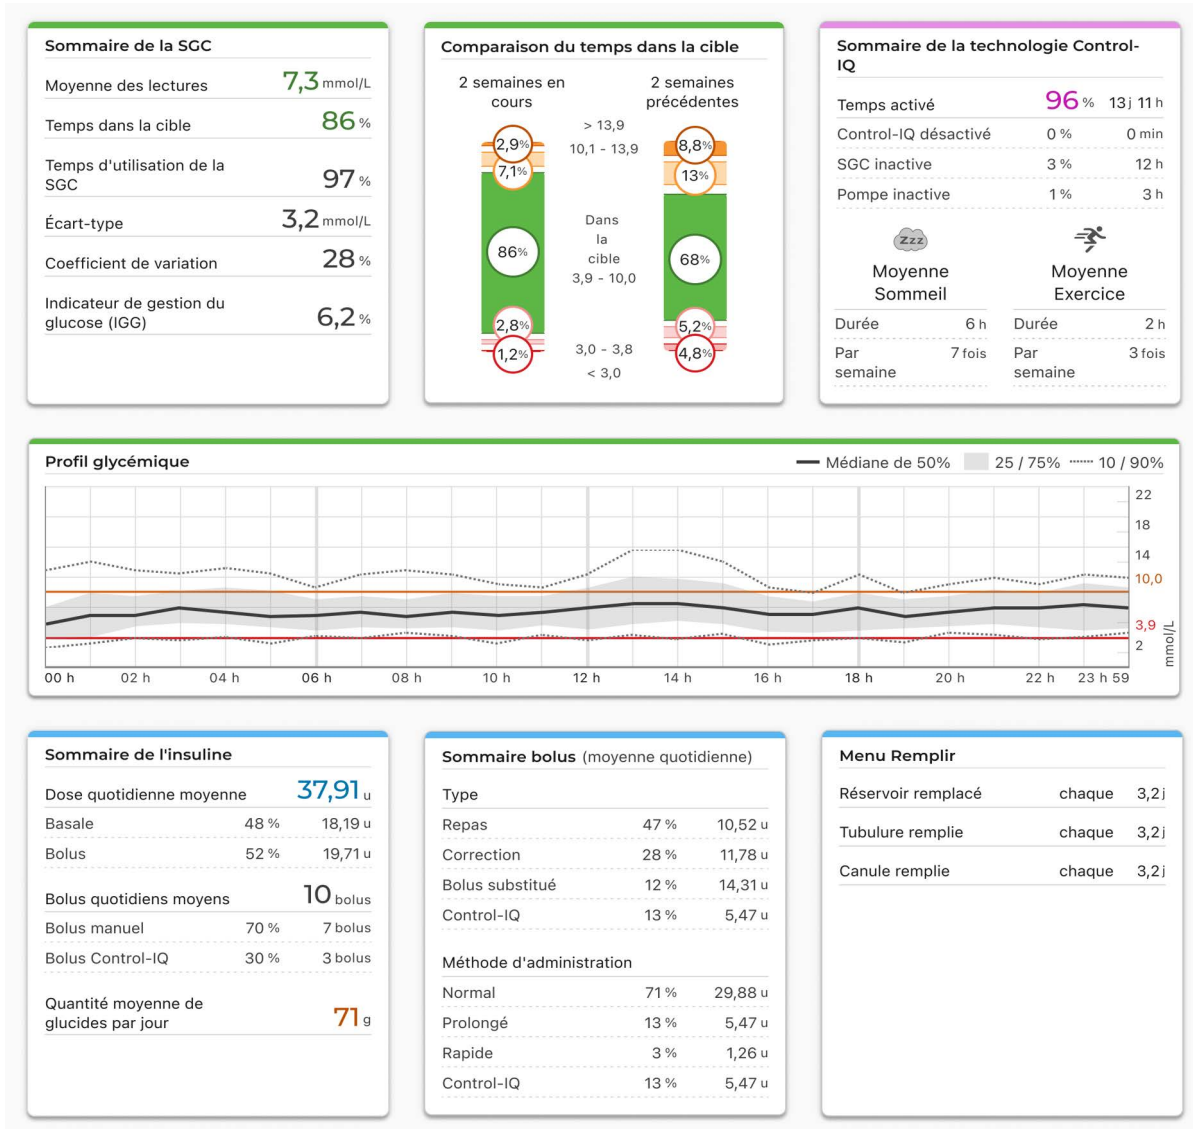 Sommaire de la SGC
Moyenne des lectures 7,3 mmol/L
Temps dans la cible 86 %
Temps d'utilisation de la
SGC 97 %
Écart-type 3,2 mmol/L
Coefficient de variation 28 %
Indicateur de gestion du
glucose (IGG) 6,2 %
Comparaison du temps dans la cible
2 semaines en
cours
2 semaines
précédentes
> 13,9
10,1 - 13,9
Dans
la
cible
3,9 - 10,0
3,0 - 3,8
< 3,0
2,9%
7,1%
86%
2,8%
1,2%
8,8%
13%
68%
5,2%
4,8%
Sommaire de la technologie Control-
IQ
Temps activé 96 % 13 j 11 h
Control-IQ désactivé 0 % 0 min
SGC inactive 3 % 12 h
Pompe inactive 1 % 3 h
zzz
Moyenne
Sommeil
Durée 6 h
Par
semaine 7 fois
Moyenne
Exercice
Durée 2 h
Par
semaine 3 fois
Profil glycémique
Médiane de 50% 25 / 75% 10 / 90%
22
18
14
10,0
3,9
2
mmol/L
00 h 02 h 04 h 06 h 08 h 10 h 12 h 14 h 16 h 18 h 20 h 22 h 23 h 59
Sommaire de l'insuline
Dose quotidienne moyenne 37,91 u
Basale 48 % 18,19 u
Bolus 52 % 19,71 u
Bolus quotidiens moyens 10 bolus
Bolus manuel 70 % 7 bolus
Bolus Control-IQ 30 % 3 bolus
Quantité moyenne de
glucides par jour 71 g
Sommaire bolus (moyenne quotidienne)
Type
Repas 47 % 10,52 u
Correction 28 % 11,78 u
Bolus substitué 12 % 14,31 u
Control-IQ 13 % 5,47 u
Méthode d'administration
Normal 71 % 29,88 u
Prolongé 13 % 5,47 u
Rapide 3 % 1,26 u
Control-IQ 13 % 5,47 u
Menu Remplir
Réservoir remplacé chaque 3,2 j
Tubulure remplie chaque 3,2 j
Canule remplie chaque 3,2 j